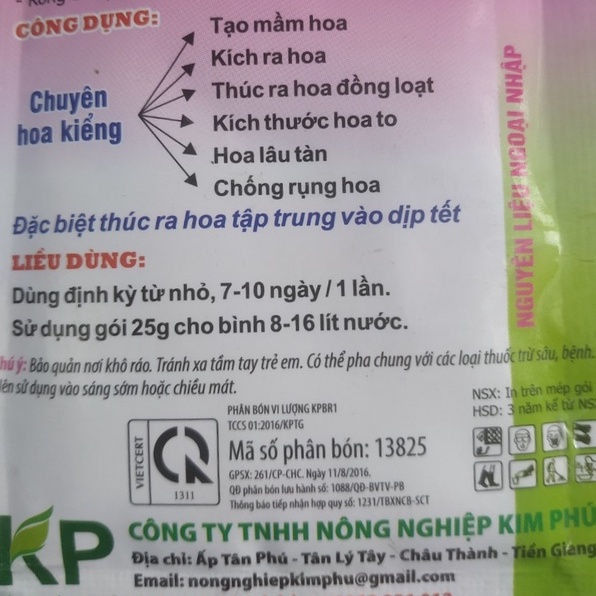 CÔNG DỤNG:
Chuyên
hoa kiểng
Tạo mầm hoa
Kích ra hoa
Thúc ra hoa đồng loạt
Kích thước hoa to
Hoa lâu tàn
Chống rụng hoa
Đặc biệt thúc ra hoa tập trung vào dịp tết
LIỀU DÙNG:
Dùng định kỳ từ nhỏ, 7-10 ngày / 1 lần.
Sử dụng gói 25g cho bình 8-16 lít nước.
hú ý: Bảo quản nơi khô ráo. Tránh xa tầm tay trẻ em. Có thể pha chung với các loại thuốc trừ sâu, bệnh.
ên sử dụng vào sáng sớm hoặc chiều mát.
NGUYÊN LIỆU NGOẠI NHẬP
NSX: In trên mép gói
HSD: 3 năm kể từ NS
PHÂN BÓN VI LƯỢNG KPBR1
TCCS 01:2016/KPTG
Mã số phân bón: 13825
GPSX: 261/CP-CHC. Ngày 11/8/2016.
QĐ phân bón lưu hành số: 1088/QĐ-BVTV-PB
Thông báo tiếp nhận hợp quy số: 1231/TBXNCB-SCT
VIETCERT
1311
KP
CÔNG TY TNHH NÔNG NGHIỆP KIM PHÚ
Địa chỉ: Ấp Tân Phú - Tân Lý Tây - Châu Thành - Tiền Giang
Email: nongnghiepkimphu@gmail.com